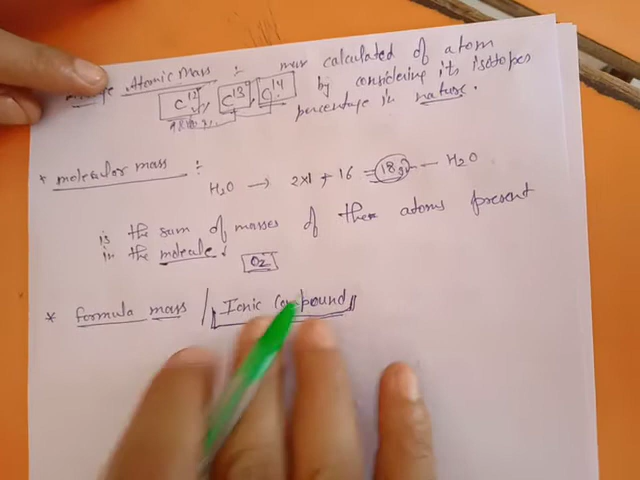 Atomic Mass :- mass calculated of atom
C12, C13, C14 by considering its isotopes
percentage in nature.
* molecular mass :-
H2O → 2x1 + 16 = 18g — H2O
is the sum of masses of the atoms present
in the molecule.
O2
* formula mass / Ionic Compound